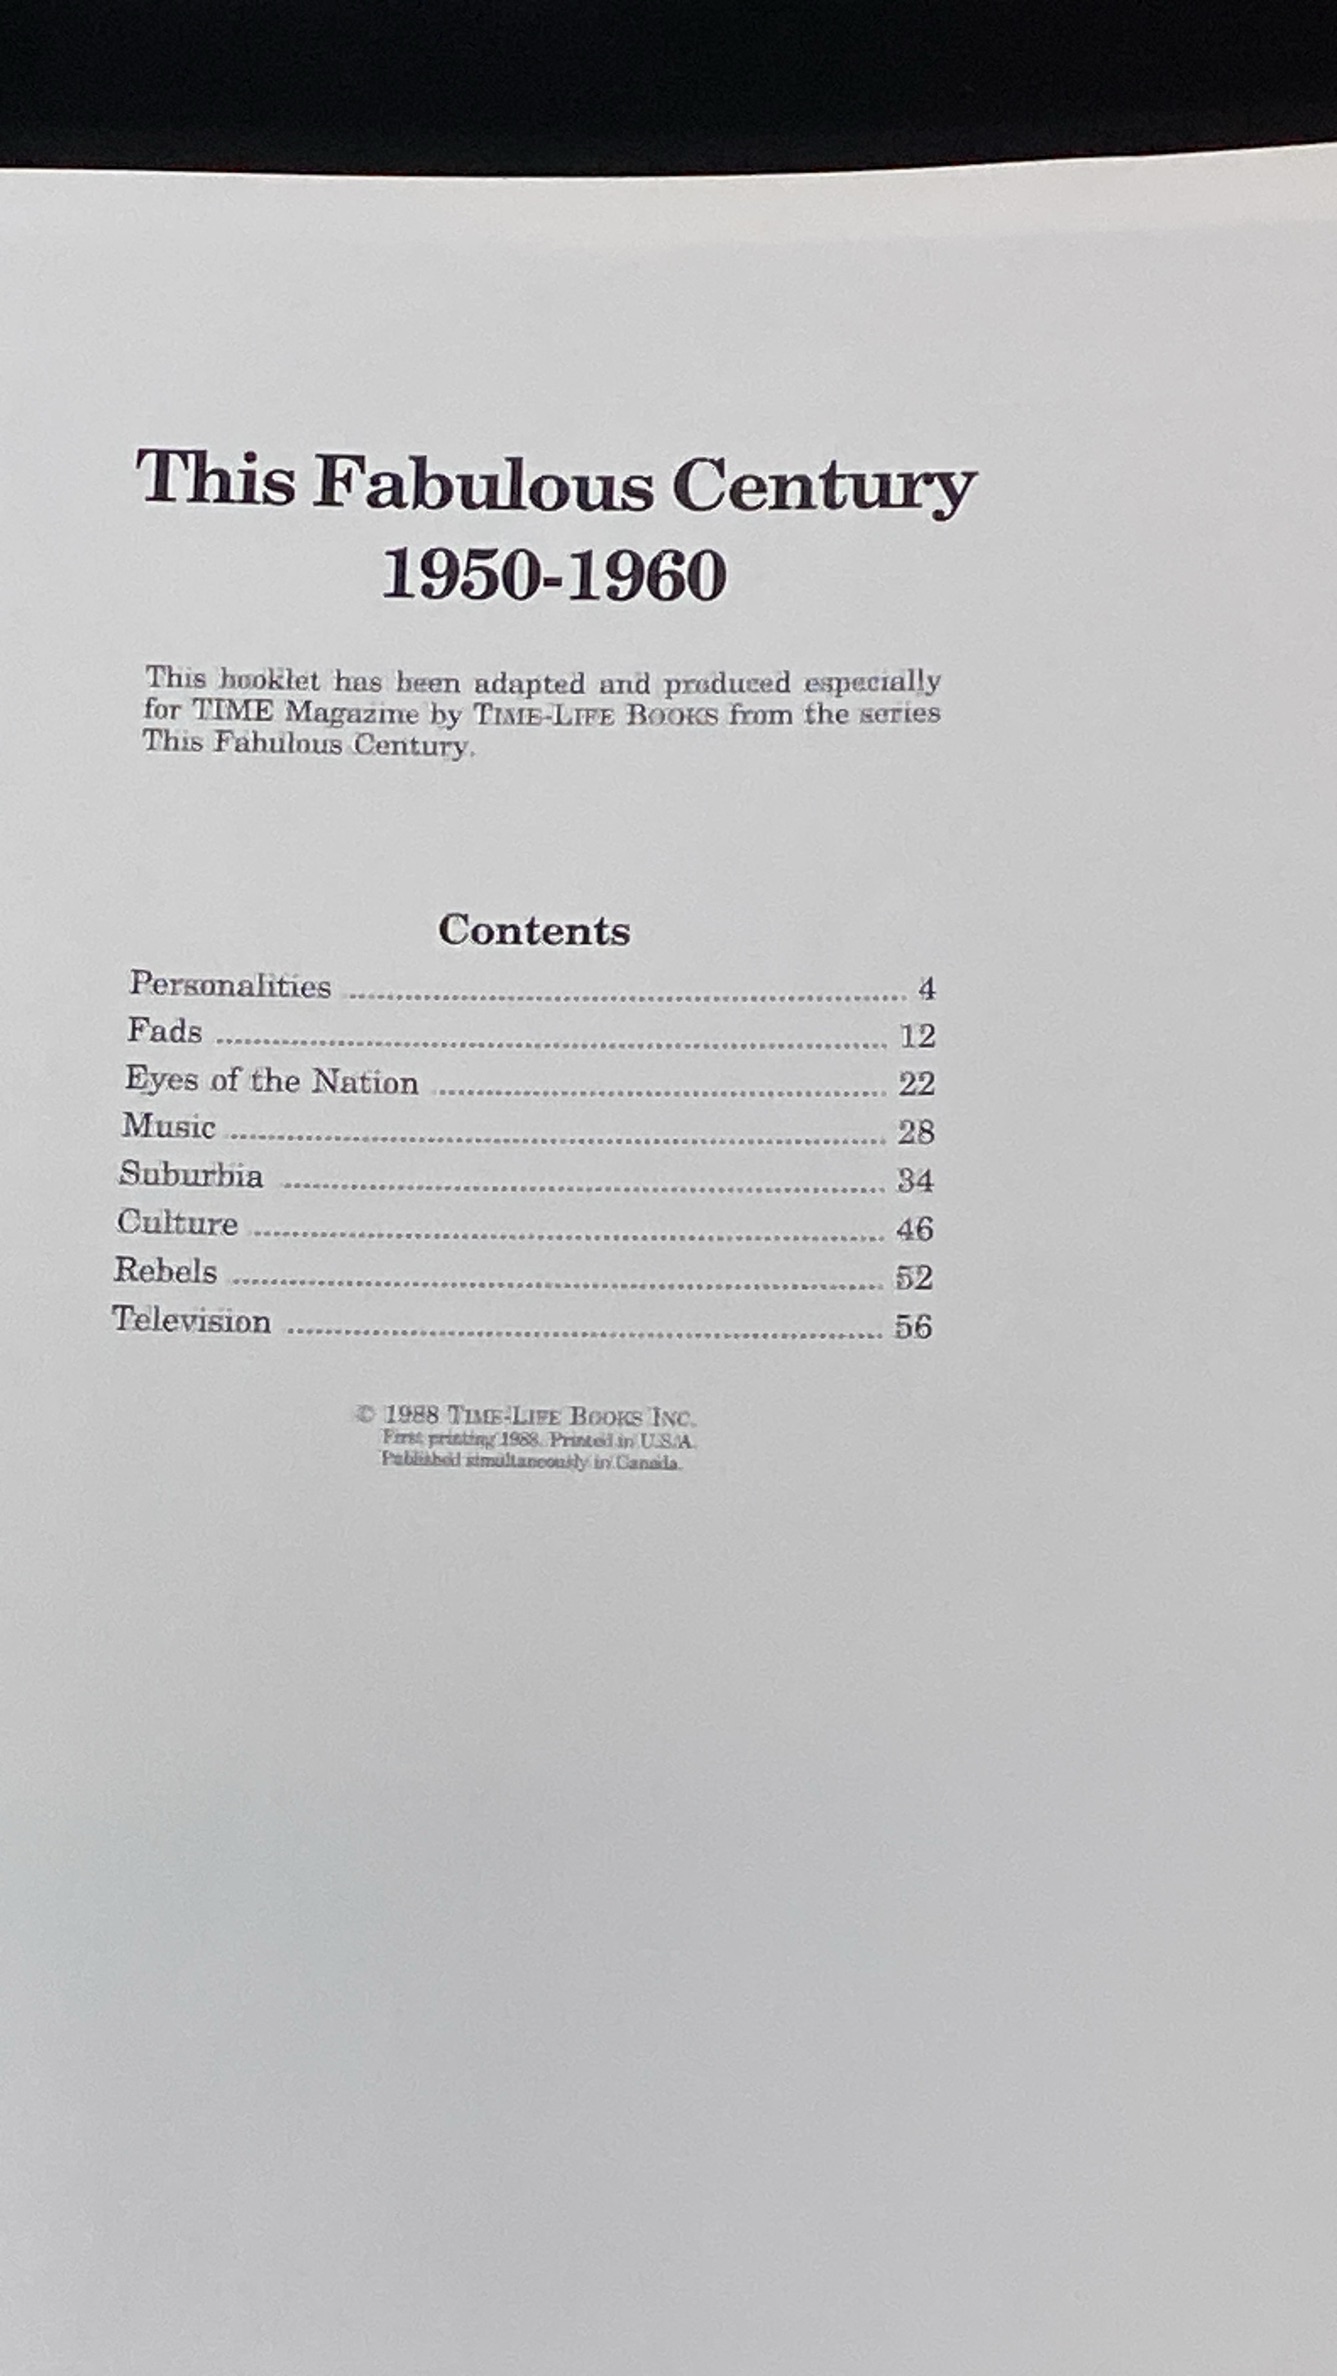 This Fabulous Century
1950-1960
This booklet has been adapted and produced especially
for TIME Magazine by TIME-LIFE BOOKS from the series
This Fabulous Century.
Contents
Personalities ........................................ 4
Fads ........................................ 12
Eyes of the Nation ........................................ 22
Music ........................................ 28
Suburbia ........................................ 34
Culture ........................................ 46
Rebels ........................................ 52
Television ........................................ 56
© 1988 TIME-LIFE BOOKS INC.
First printing 1988. Printed in U.S.A.
Published simultaneously in Canada.